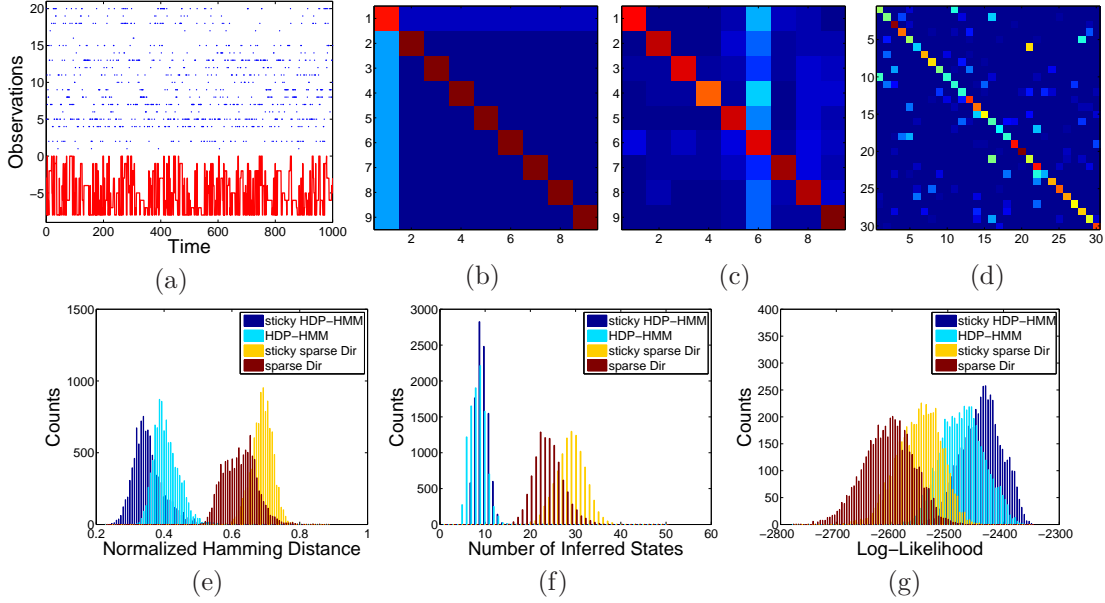 20
15
10
5
0
−5
Observations
0 200 400 600 800 1000
Time
(a)
1
2
3
4
5
6
7
8
9
2 4 6 8
(b)
1
2
3
4
5
6
7
8
9
2 4 6 8
(c)
5
10
15
20
25
30
5 10 15 20 25 30
(d)
1500
1000
500
0
Counts
sticky HDP−HMM
HDP−HMM
sticky sparse Dir
sparse Dir
0.2 0.4 0.6 0.8 1
Normalized Hamming Distance
(e)
3000
2500
2000
1500
1000
500
0
Counts
sticky HDP−HMM
HDP−HMM
sticky sparse Dir
sparse Dir
0 10 20 30 40 50 60
Number of Inferred States
(f)
400
350
300
250
200
150
100
50
0
Counts
sticky HDP−HMM
HDP−HMM
sticky sparse Dir
sparse Dir
−2800 −2700 −2600 −2500 −2400 −2300
Log−Likelihood
(g)